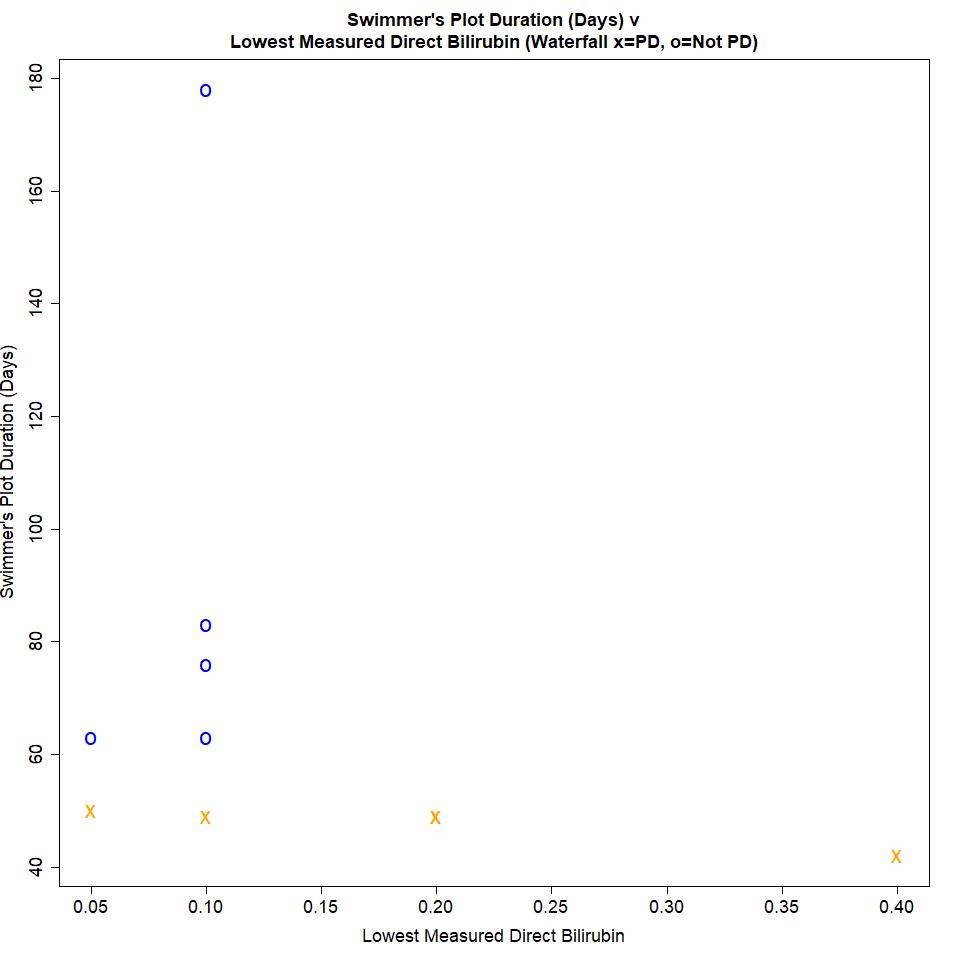 Swimmer's Plot Duration (Days) v
Lowest Measured Direct Bilirubin (Waterfall x=PD, o=Not PD)
Swimmer's Plot Duration (Days)
180
160
140
120
100
80
60
40
O
O
O
O O
X X X
X
0.05 0.10 0.15 0.20 0.25 0.30 0.35 0.40
Lowest Measured Direct Bilirubin